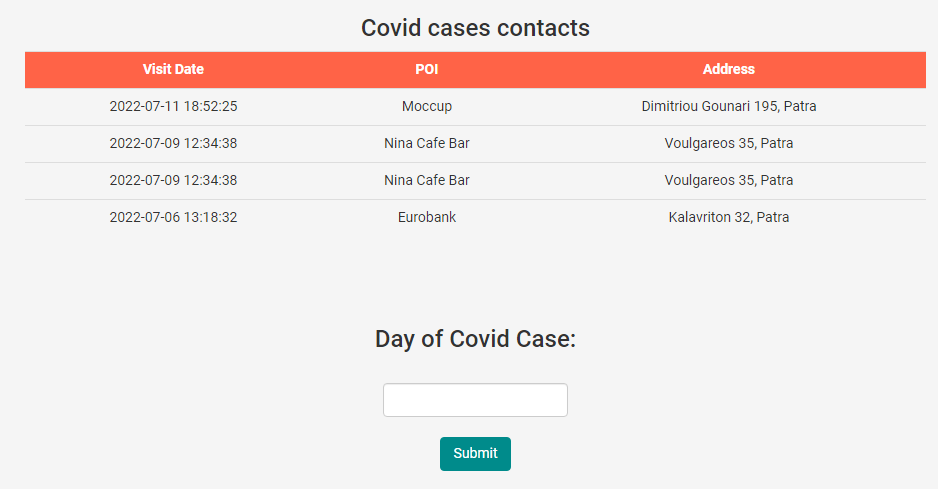 Covid cases contacts
Visit Date POI Address
2022-07-11 18:52:25 Moccup Dimitriou Gounari 195, Patra
2022-07-09 12:34:38 Nina Cafe Bar Voulgareos 35, Patra
2022-07-09 12:34:38 Nina Cafe Bar Voulgareos 35, Patra
2022-07-06 13:18:32 Eurobank Kalavriton 32, Patra
Day of Covid Case:
Submit